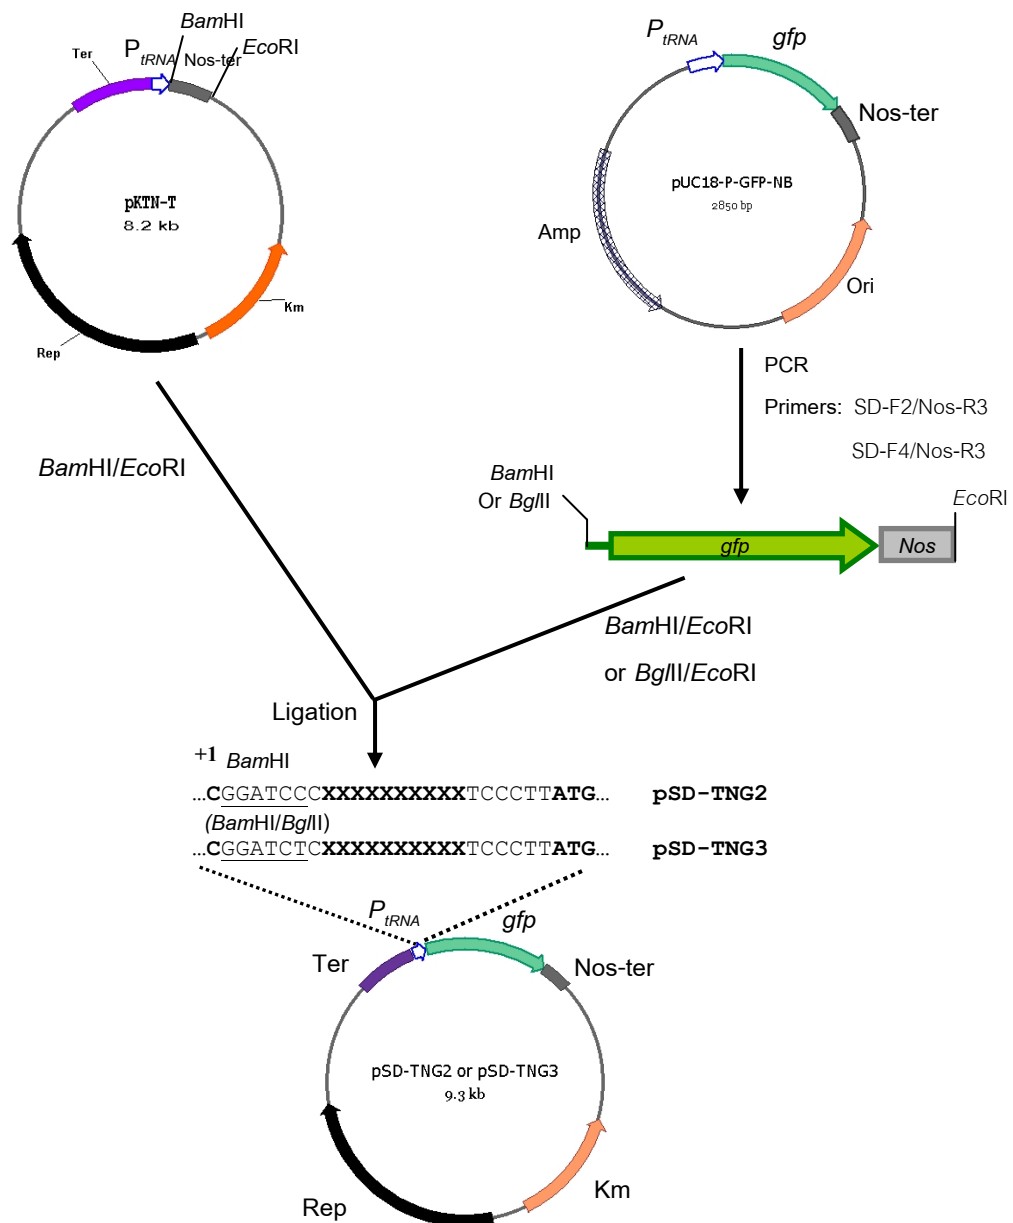 BamHI
Ter
PtRNA
Nos-ter
EcoRI
pKTN-T
8.2 kb
Km
Rep
PtRNA
gfp
Nos-ter
pUC18-P-GFP-NB
2850 bp
Amp
Ori
BamHI/EcoRI
PCR
Primers: SD-F2/Nos-R3
SD-F4/Nos-R3
BamHI
Or BglII
EcoRI
gfp
Nos
BamHI/EcoRI
or BglII/EcoRI
Ligation
+1 BamHI
...CGGATCCCXXXXXXXXXXTCCCTTATG... pSD-TNG2
(BamHI/BglII)
...CGGATCTCXXXXXXXXXXTCCCTTATG... pSD-TNG3
PtRNA
gfp
Ter
Nos-ter
pSD-TNG2 or pSD-TNG3
9.3 kb
Rep
Km